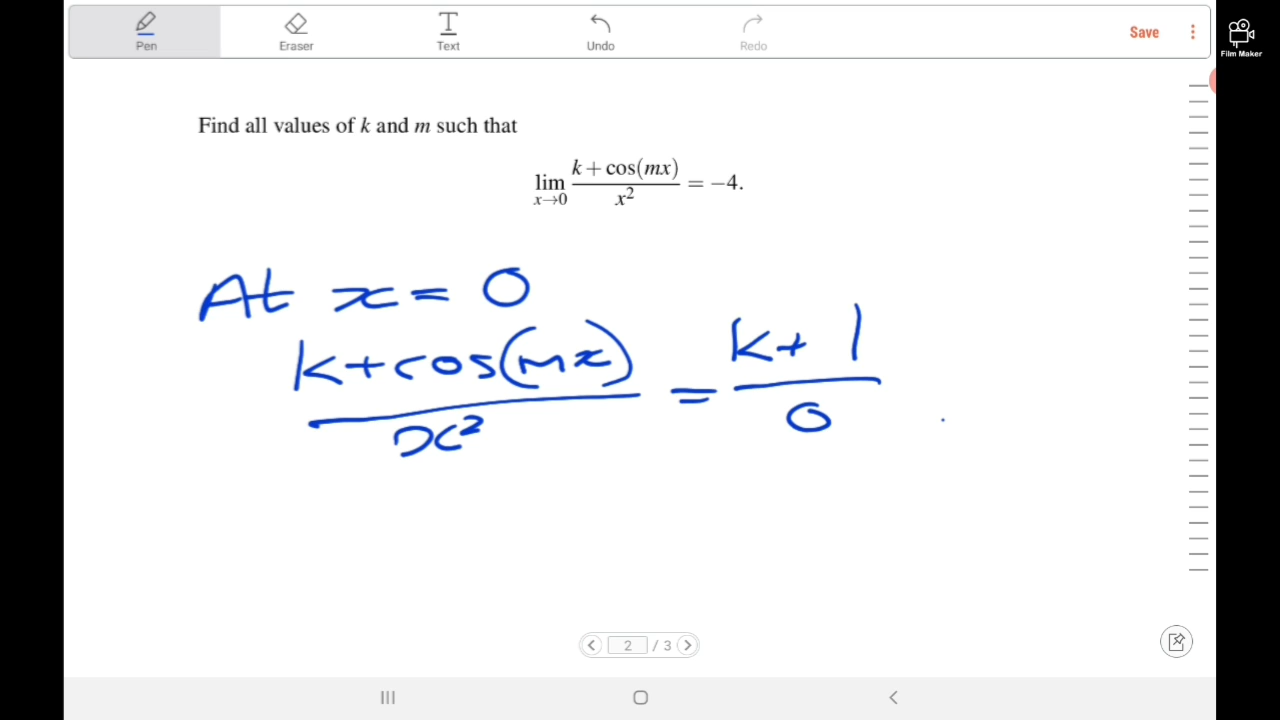 Pen Eraser Text Undo Redo Save
Film Maker
Find all values of k and m such that
lim x→0 (k + cos(mx)) / x² = −4.
At x = 0
(k + cos(mx)) / x² = (k + 1) / 0
2 / 3